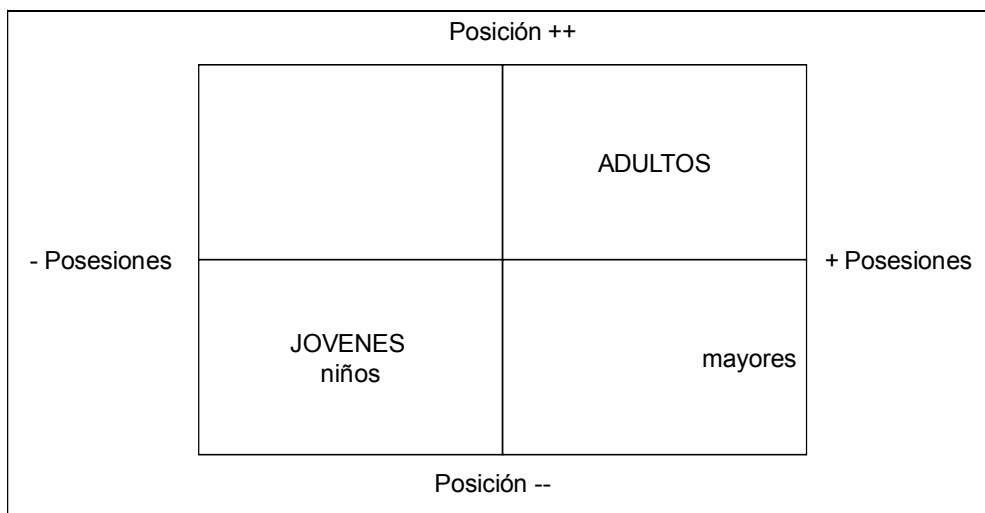 Posición ++
ADULTOS
- Posesiones
+ Posesiones
JOVENES
niños
mayores
Posición --